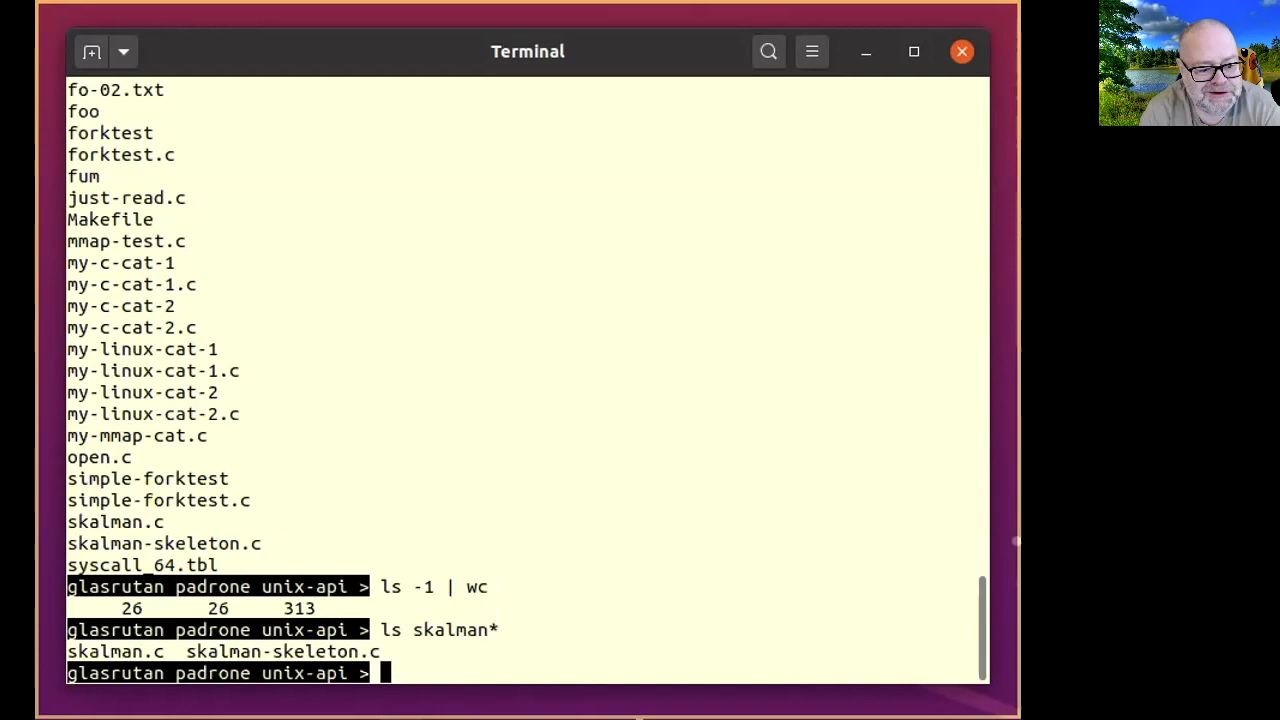 Terminal
fo-02.txt
foo
forktest
forktest.c
fum
just-read.c
Makefile
mmap-test.c
my-c-cat-1
my-c-cat-1.c
my-c-cat-2
my-c-cat-2.c
my-linux-cat-1
my-linux-cat-1.c
my-linux-cat-2
my-linux-cat-2.c
my-mmap-cat.c
open.c
simple-forktest
simple-forktest.c
skalman.c
skalman-skeleton.c
syscall_64.tbl
glasrutan padrone unix-api > ls -1 | wc
26 26 313
glasrutan padrone unix-api > ls skalman*
skalman.c skalman-skeleton.c
glasrutan padrone unix-api >